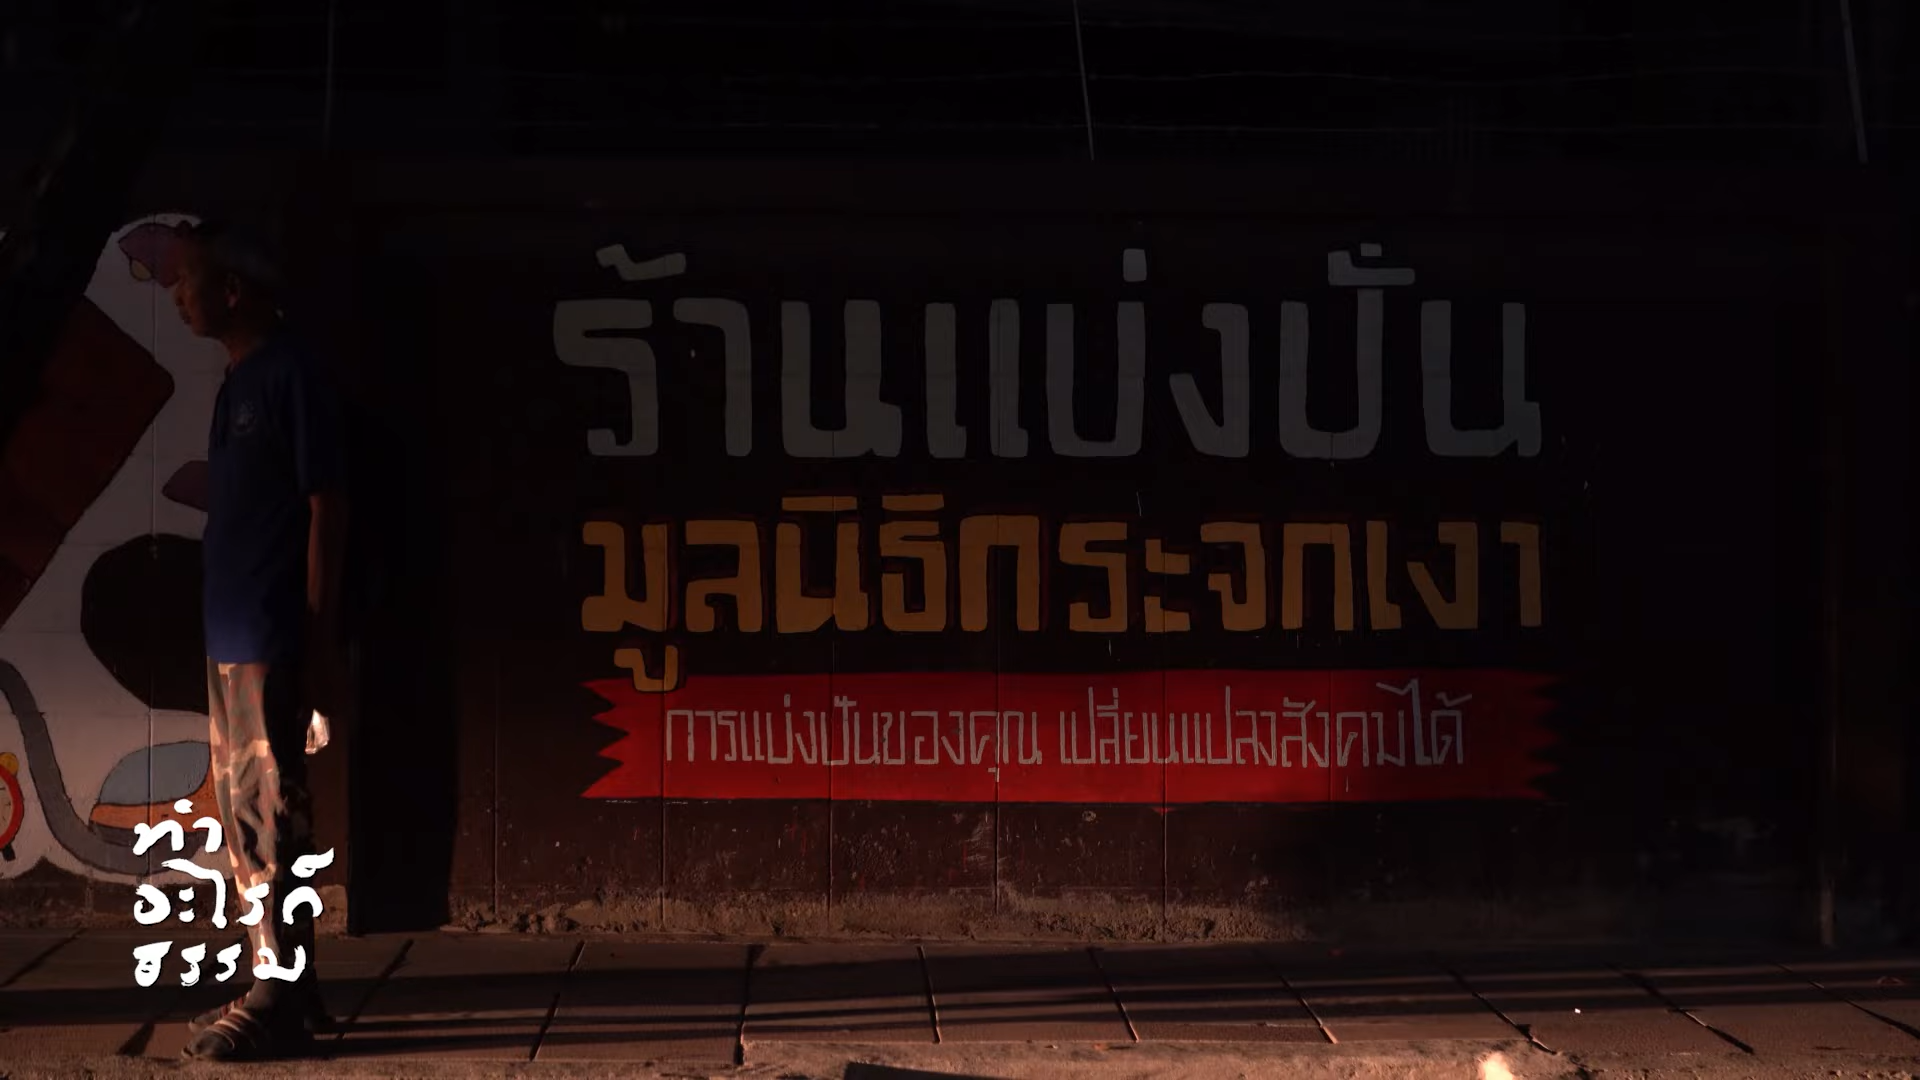 ร้านแบ่งปัน
มูลนิธิกระจกเงา
การแบ่งปันของคุณ เปลี่ยนแปลงสังคมได้
ทำ
อะไรก็
ธรรม